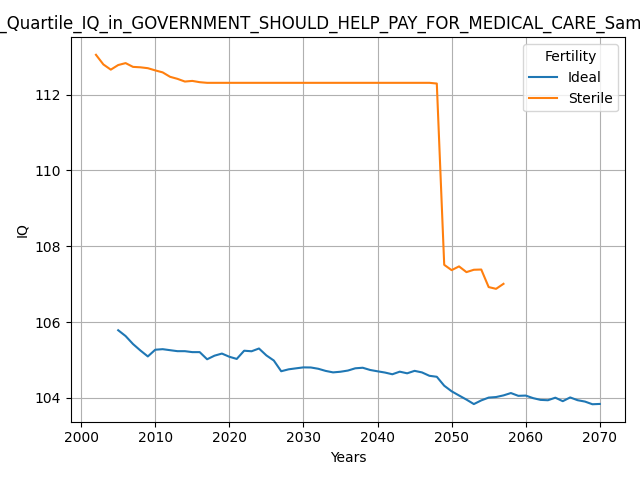 _Quartile_IQ_in_GOVERNMENT_SHOULD_HELP_PAY_FOR_MEDICAL_CARE_Sam
Fertility
Ideal
Sterile
112
110
108
106
104
IQ
2000 2010 2020 2030 2040 2050 2060 2070
Years